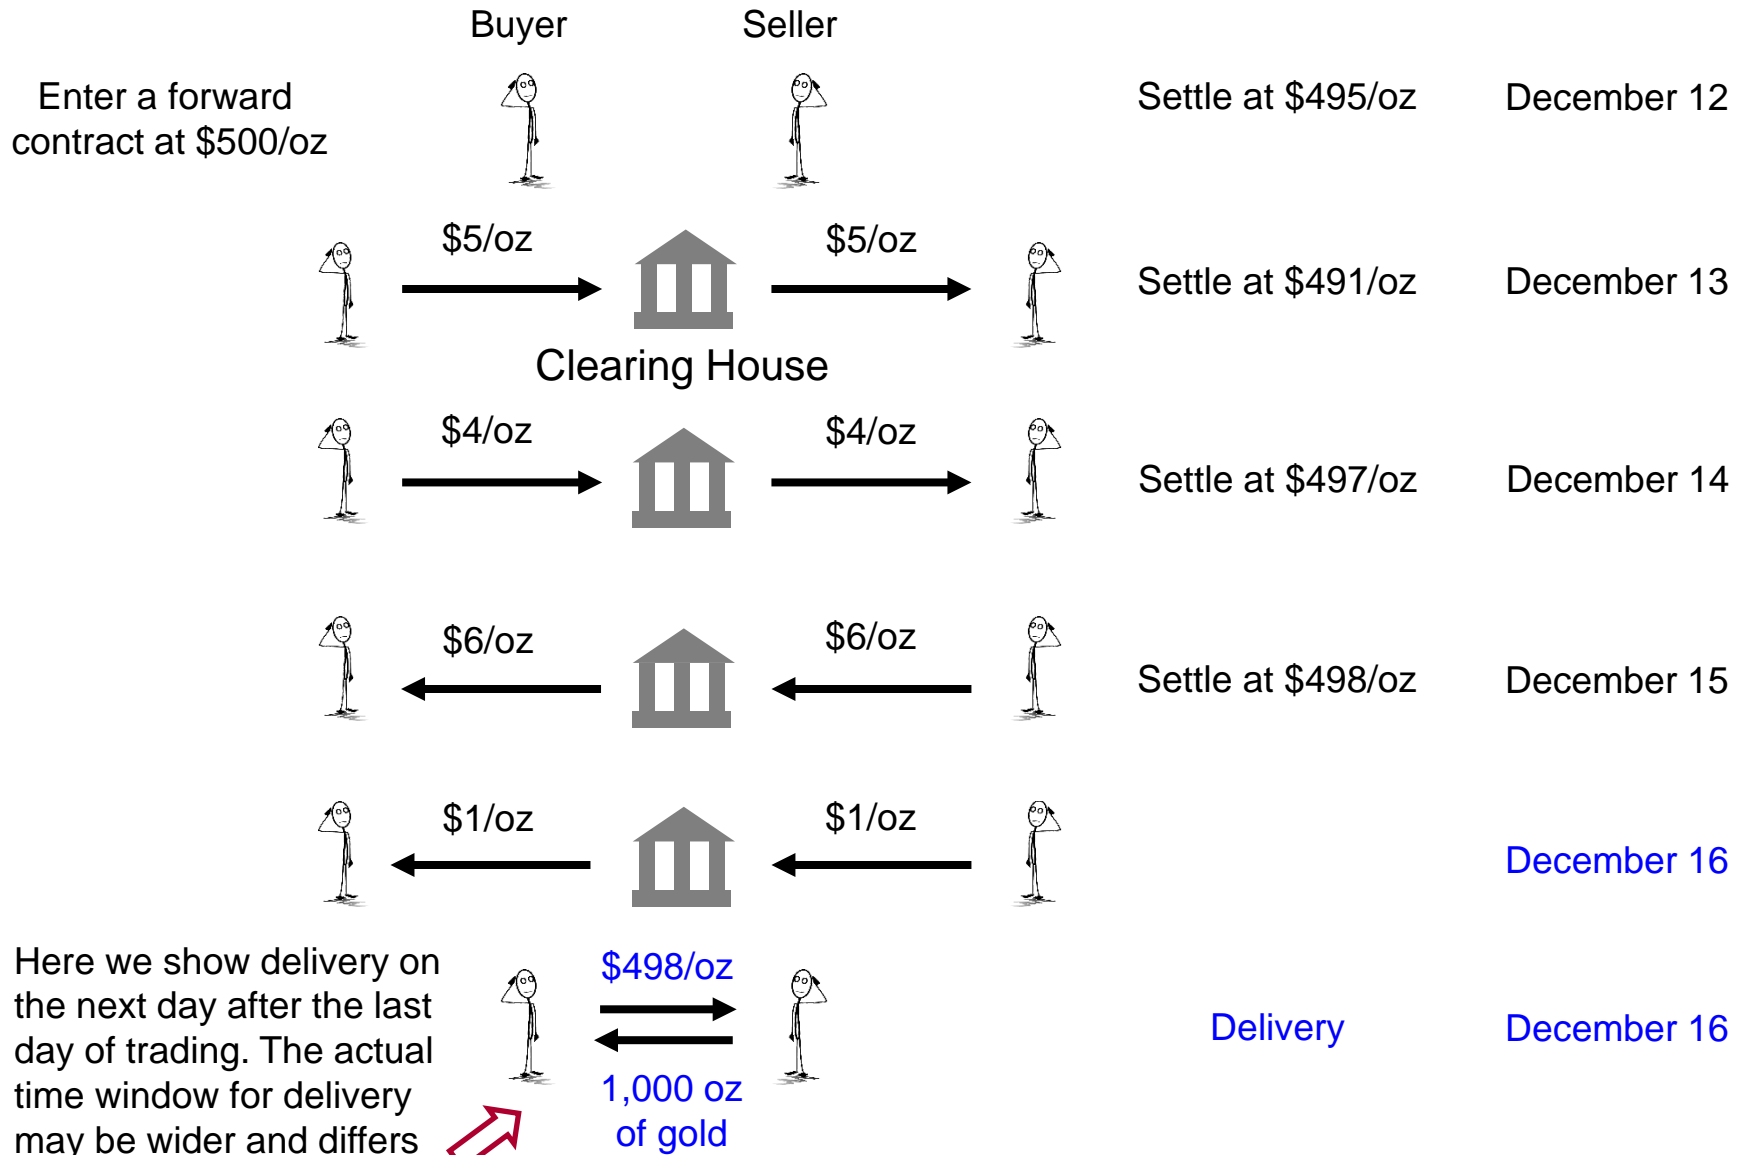 Buyer Seller
Enter a forward
contract at $500/oz
Settle at $495/oz December 12
$5/oz $5/oz
Settle at $491/oz December 13
Clearing House
$4/oz $4/oz
Settle at $497/oz December 14
$6/oz $6/oz
Settle at $498/oz December 15
$1/oz $1/oz
December 16
Here we show delivery on
the next day after the last
day of trading. The actual
time window for delivery
may be wider and differs
$498/oz
1,000 oz
of gold
Delivery December 16